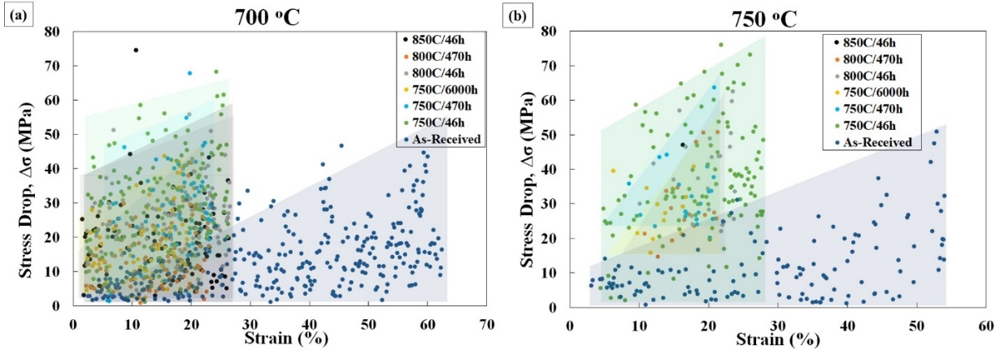 (a)
700 °C
Stress Drop, Δσ (MPa)
80
70
60
50
40
30
20
10
0
850C/46h
800C/470h
800C/46h
750C/6000h
750C/470h
750C/46h
As-Received
0 10 20 30 40 50 60 70
Strain (%)
(b)
750 °C
Stress Drop, Δσ (MPa)
80
70
60
50
40
30
20
10
0
850C/46h
800C/470h
800C/46h
750C/6000h
750C/470h
750C/46h
As-Received
0 10 20 30 40 50 60
Strain (%)